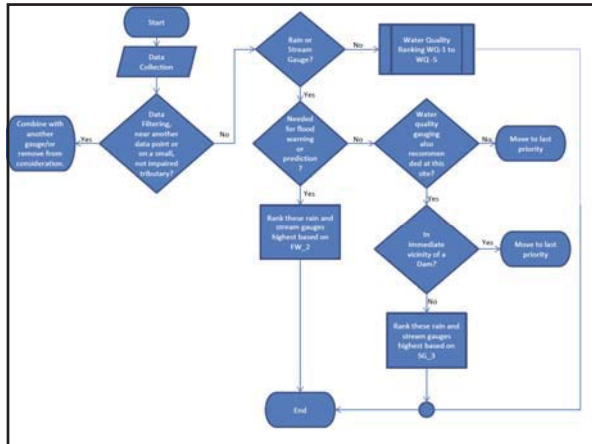 Start
Data
Collection
Data
Filtering,
near another
data point or
on a small,
not impaired
tributary?
Yes
Combine with
another
gauge/or
remove from
consideration.
No
Rain or
Stream
Gauge?
No
Water Quality
Ranking WQ-1 to
WQ-5
Yes
Needed
for flood
warning
or
prediction
?
No
Water
quality
gauging
also
recommen
ded at this
site?
No
Move to last
priority
Yes
Rank these rain and
stream gauges
highest based on
FW_2
Yes
In
immediate
vicinity of a
Dam?
Yes
Move to last
priority
No
Rank these rain and
stream gauges
highest based on
SG_3
End